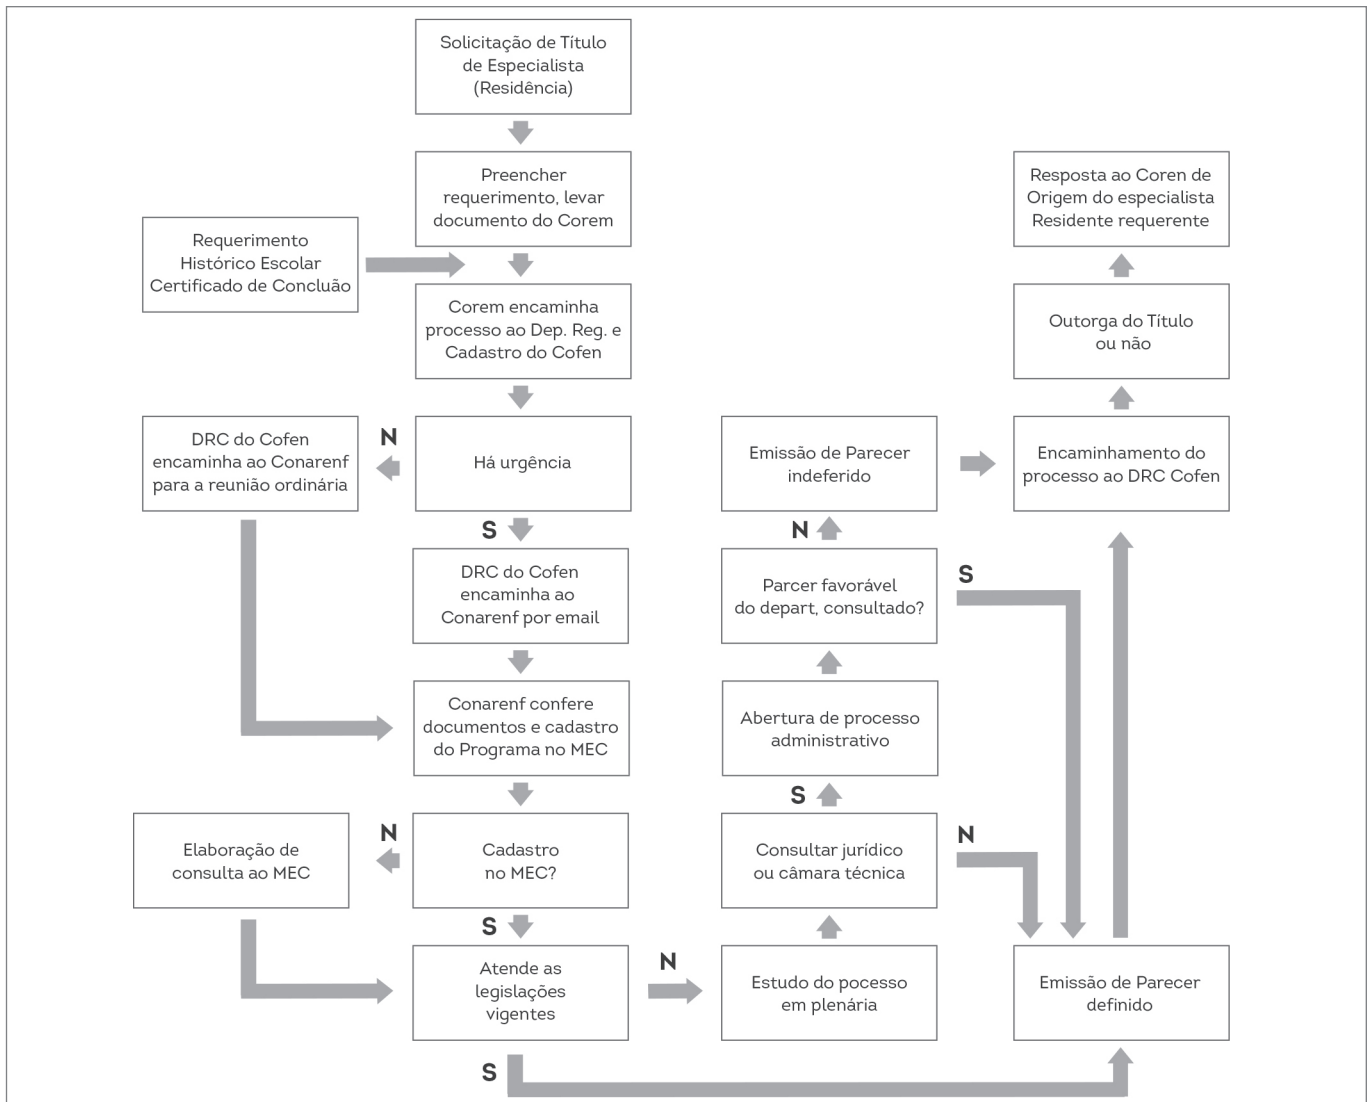 Solicitação de Título
de Especialista
(Residência)
Preencher
requerimento, levar
documento do Corem
Requerimento
Histórico Escolar
Certificado de Concluão
Corem encaminha
processo ao Dep. Reg. e
Cadastro do Cofen
Há urgência
N
DRC do Cofen
encaminha ao Conarenf
para a reunião ordinária
S
DRC do Cofen
encaminha ao
Conarenf por email
Conarenf confere
documentos e cadastro
do Programa no MEC
Cadastro
no MEC?
N
Elaboração de
consulta ao MEC
S
Atende as
legislações
vigentes
N
S
Estudo do pocesso
em plenária
Consultar jurídico
ou câmara técnica
N
S
Abertura de processo
administrativo
Parcer favorável
do depart, consultado?
S
N
Emissão de Parecer
indeferido
Emissão de Parecer
definido
Encaminhamento do
processo ao DRC Cofen
Outorga do Título
ou não
Resposta ao Coren de
Origem do especialista
Residente requerente